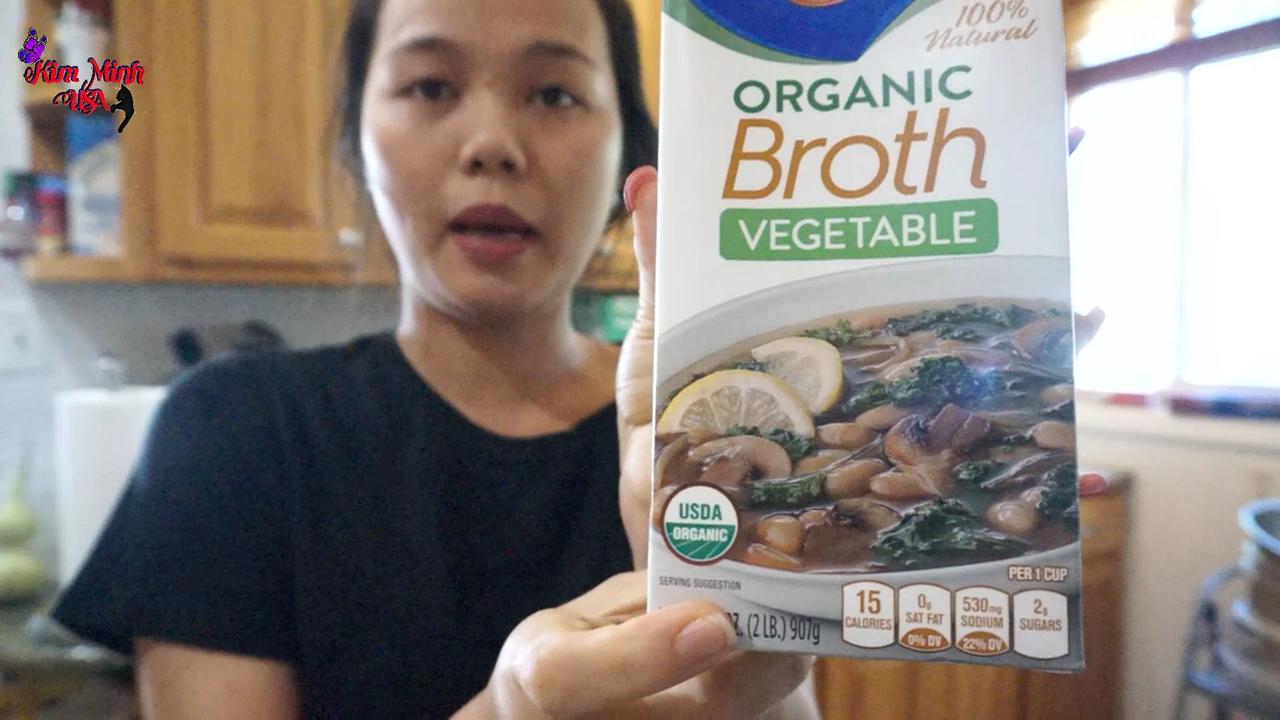 Kim Minh
USA
100%
Natural
ORGANIC
Broth
VEGETABLE
USDA
ORGANIC
SERVING SUGGESTION
Z. (2 LB.) 907g
PER 1 CUP
15
CALORIES
0g
SAT FAT
0% DV
530mg
SODIUM
22% DV
2g
SUGARS